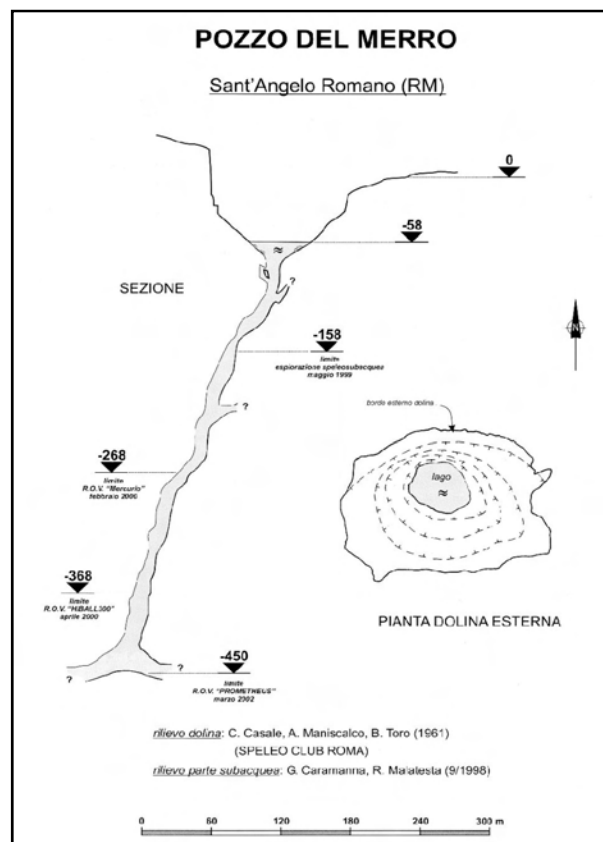 POZZO DEL MERRO
Sant'Angelo Romano (RM)
0
-58
≈
?
SEZIONE
-158
limite
esplorazione speleosubacquea
maggio 1999
N
?
bordo esterno dolina
-268
limite
R.O.V. "Mercurio"
febbraio 2000
lago
≈
-368
limite
R.O.V. "HiBALL300"
aprile 2000
PIANTA DOLINA ESTERNA
?
?
-450
limite
R.O.V. "PROMETHEUS"
marzo 2002
rilievo dolina: C. Casale, A. Maniscalco, B. Toro (1961)
(SPELEO CLUB ROMA)
rilievo parte subacquea: G. Caramanna, R. Malatesta (9/1998)
0 60 120 180 240 300 m